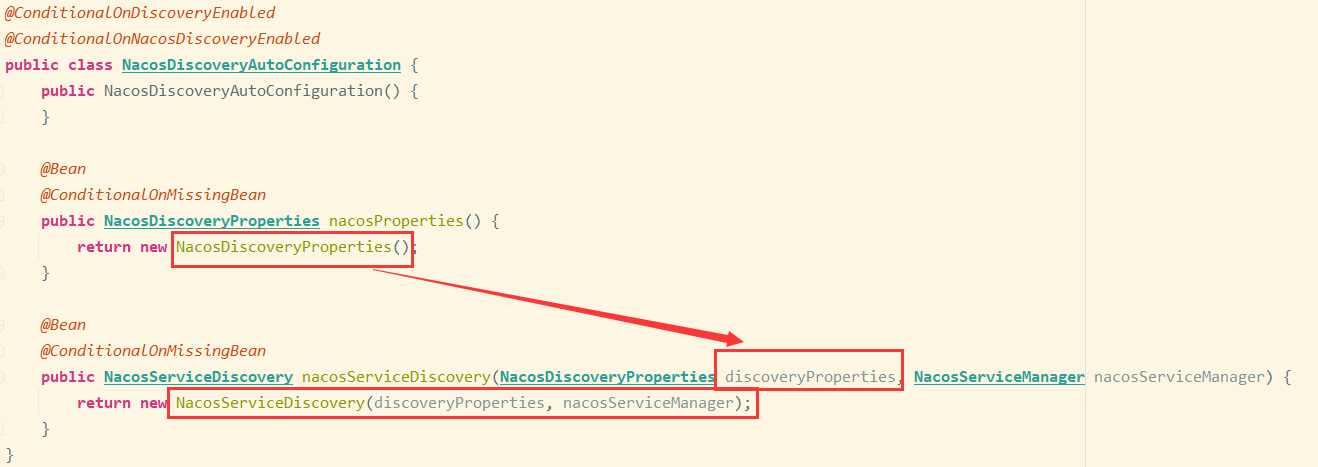 @ConditionalOnDiscoveryEnabled
@ConditionalOnNacosDiscoveryEnabled
public class NacosDiscoveryAutoConfiguration {
    public NacosDiscoveryAutoConfiguration() {
    }

    @Bean
    @ConditionalOnMissingBean
    public NacosDiscoveryProperties nacosProperties() {
        return new NacosDiscoveryProperties();
    }

    @Bean
    @ConditionalOnMissingBean
    public NacosServiceDiscovery nacosServiceDiscovery(NacosDiscoveryProperties discoveryProperties, NacosServiceManager nacosServiceManager) {
        return new NacosServiceDiscovery(discoveryProperties, nacosServiceManager);
    }
}